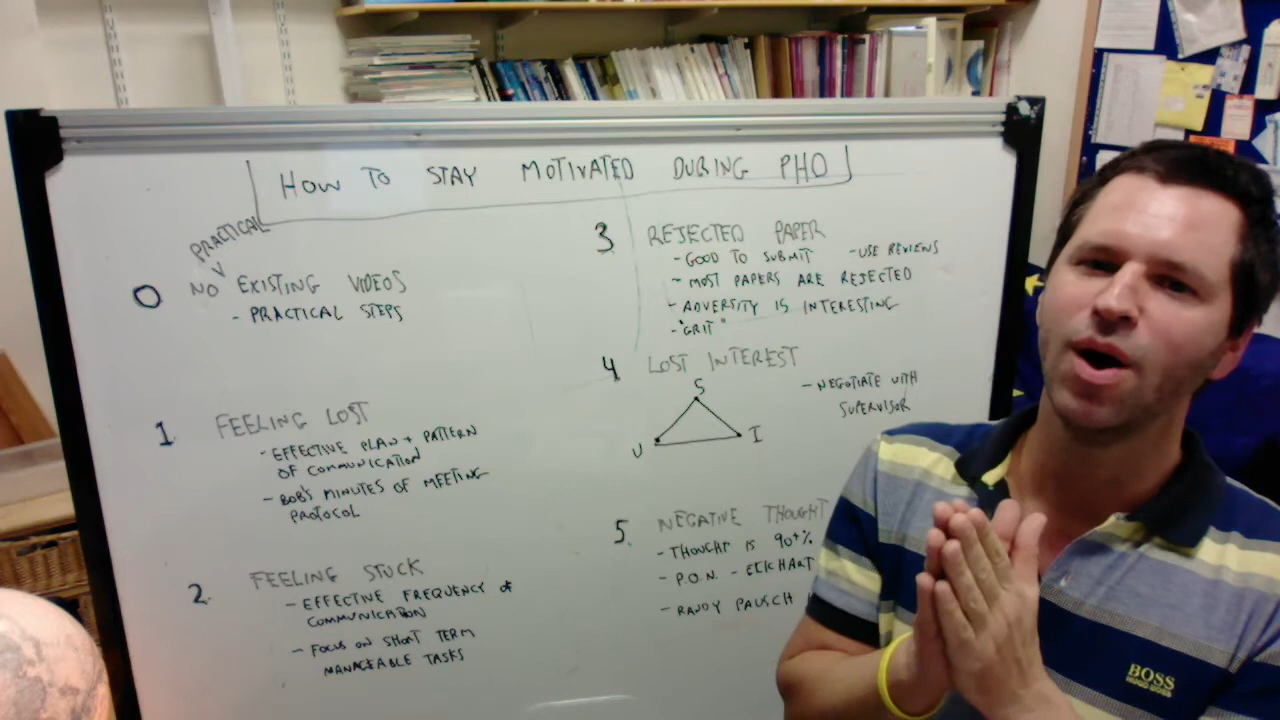 HOW TO STAY MOTIVATED DURING PHD
PRACTICAL
0 NO EXISTING VIDEOS
- PRACTICAL STEPS
1. FEELING LOST
- EFFECTIVE PLAN + PATTERN
OF COMMUNICATION
- BOB'S MINUTES OF MEETING
PROTOCOL
2. FEELING STUCK
- EFFECTIVE FREQUENCY OF
COMMUNICATION
- FOCUS ON SHORT TERM
MANAGEABLE TASKS
3 REJECTED PAPER
- GOOD TO SUBMIT - USE REVIEWS
- MOST PAPERS ARE REJECTED
- ADVERSITY IS INTERESTING
- "GRIT"
4 LOST INTEREST
S
U I
- NEGOTIATE WITH
SUPERVISOR
5. NEGATIVE THOUGHT
- THOUGHT IS 90+%
- P.O.N. - ECKHART
- RANDY PAUSCH
BOSS
HUGO BOSS